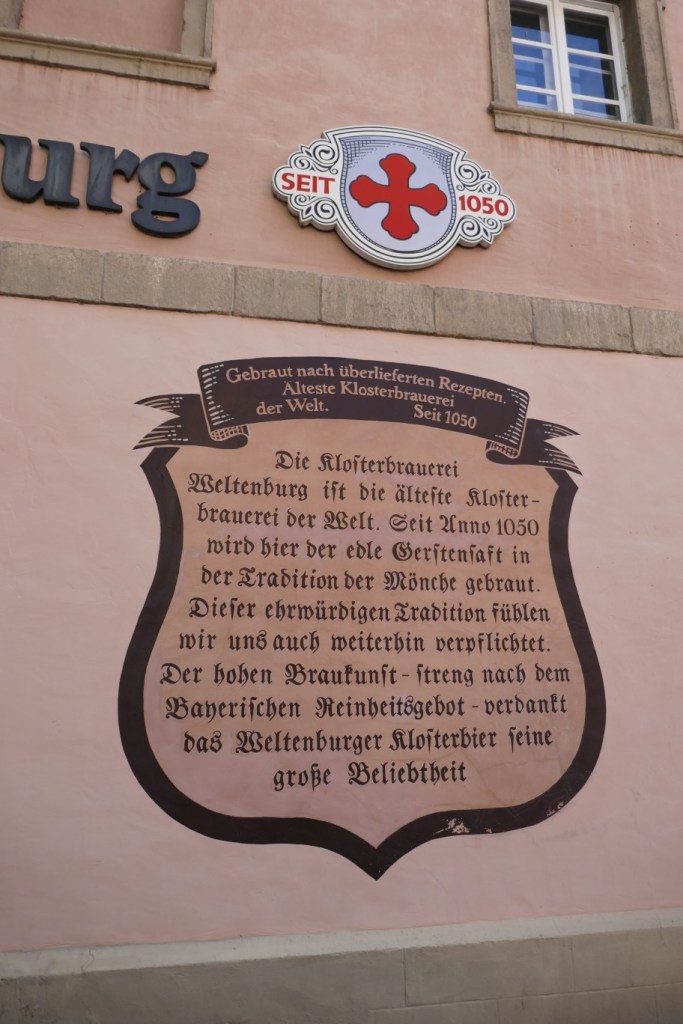 urg
SEIT 1050
Gebraut nach überlieferten Rezepten.
Älteste Klosterbrauerei
der Welt. Seit 1050
Die Kloſterbrauerei
Weltenburg iſt die älteſte Kloſter-
brauerei der Welt. Seit Anno 1050
wird hier der edle Gerſtenſaft in
der Tradition der Mönche gebraut.
Dieſer ehrwürdigen Tradition fühlen
wir uns auch weiterhin verpflichtet.
Der hohen Braukunſt - ſtreng nach dem
Bayeriſchen Reinheitsgebot - verdankt
das Weltenburger Kloſterbier ſeine
große Beliebtheit